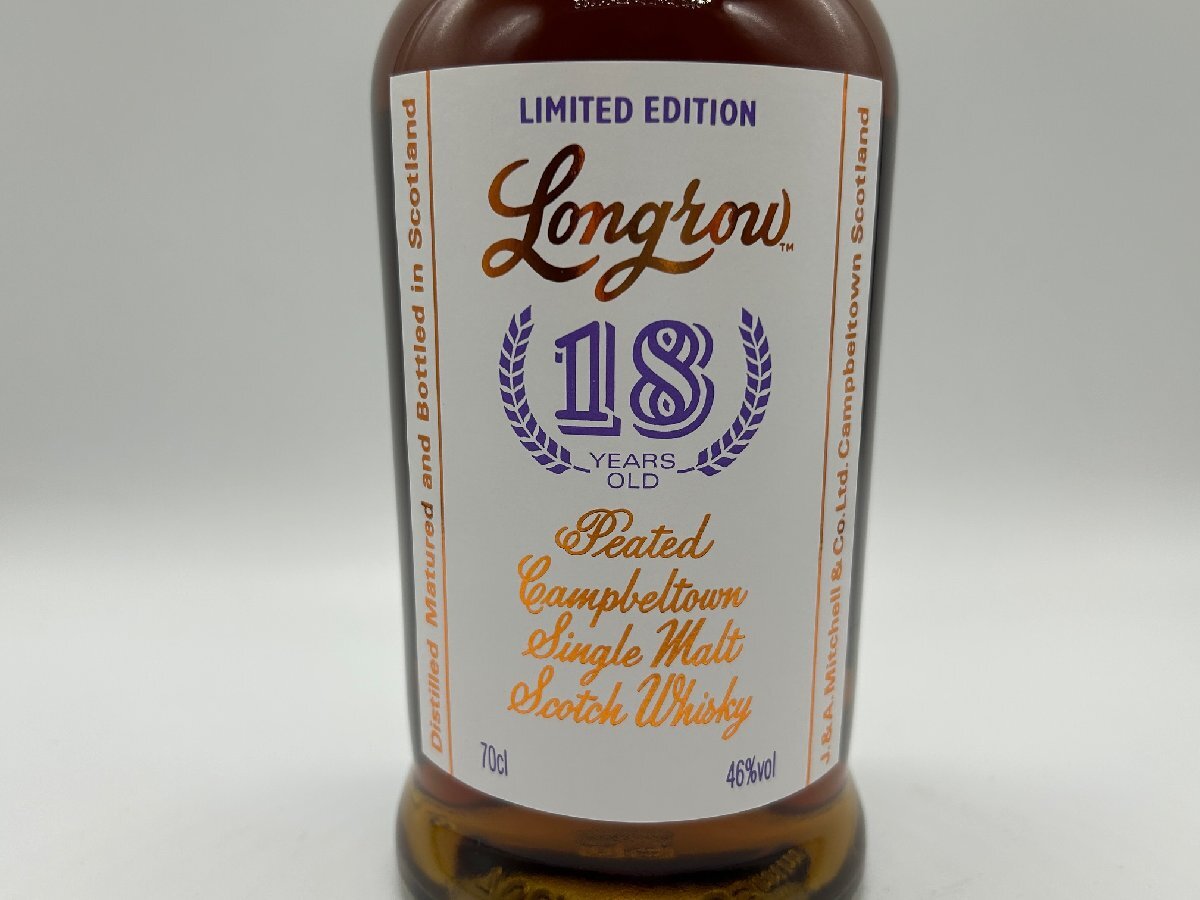 LIMITED EDITION
Longrow™
18
YEARS
OLD
Peated
Campbeltown
Single Malt
Scotch Whisky
70cl
46%vol
Distilled Matured and Bottled in Scotland
J.&A.Mitchell & Co.Ltd. Campbeltown Scotland